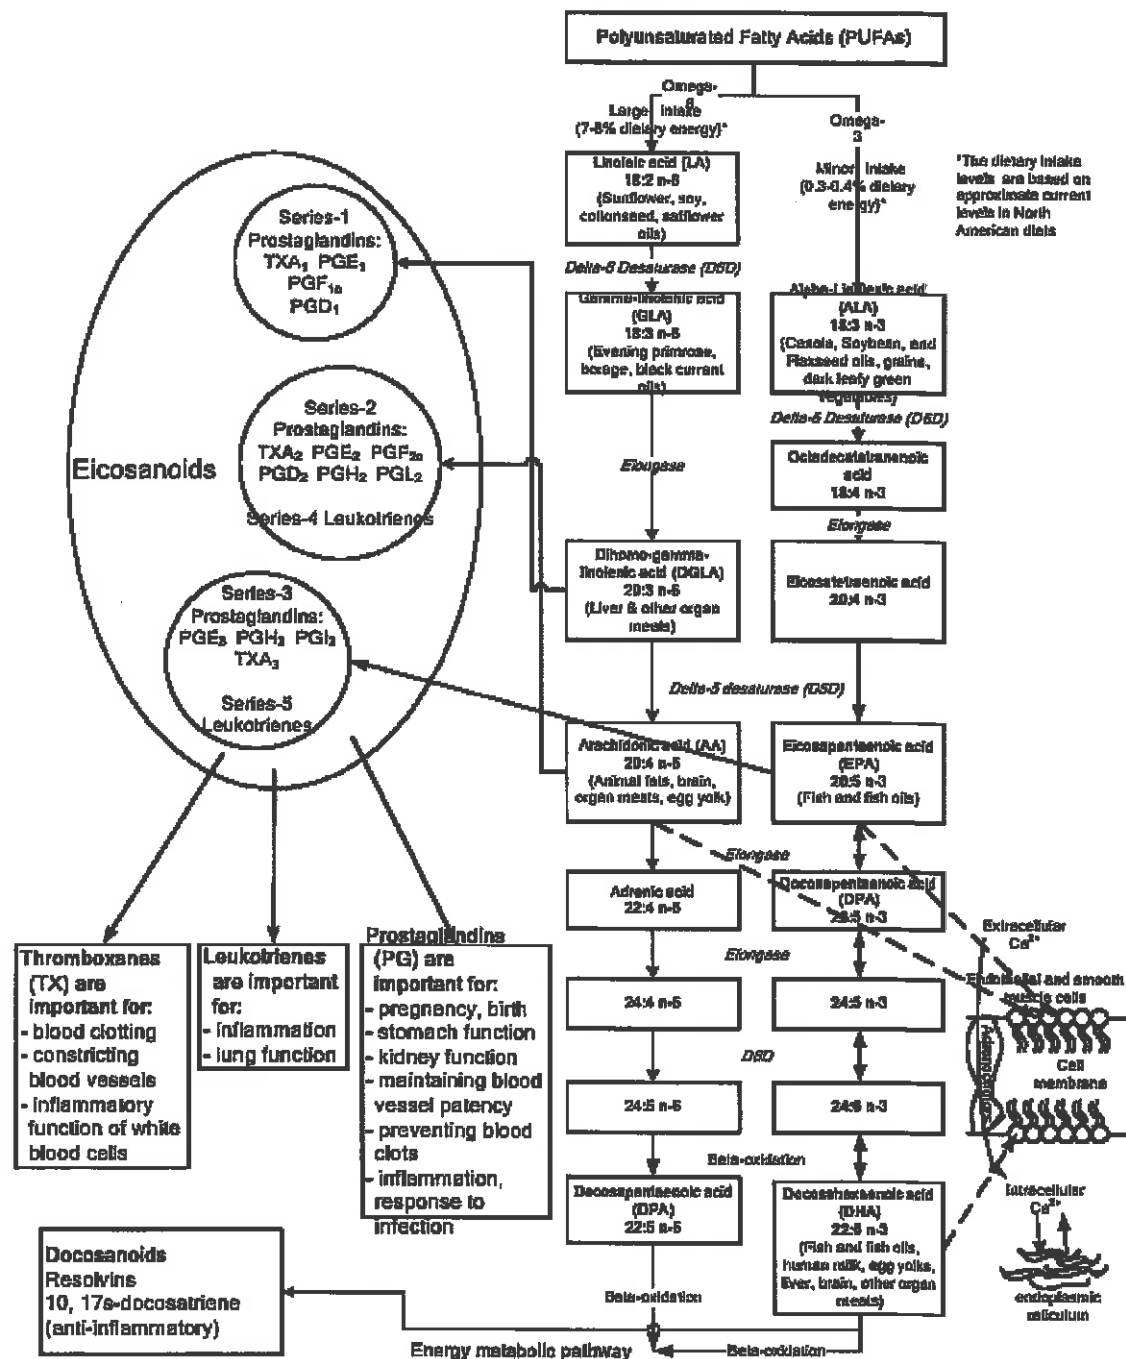 Polyunsaturated Fatty Acids (PUFAs)
Omega-
6
Large intake
(7-8% dietary energy)*
Omega-
3
Minor intake
(0.3-0.4% dietary
energy)*
*The dietary intake
levels are based on
approximate current
levels in North
American diets
Linoleic acid (LA)
18:2 n-6
(Sunflower, soy,
cottonseed, safflower
oils)
Delta-6 Desaturase (D6D)
Gamma-linolenic acid
(GLA)
18:3 n-6
(Evening primrose,
borage, black current
oils)
Alpha-Linolenic acid
(ALA)
18:3 n-3
(Canola, Soybean, and
Flaxseed oils, grains,
dark leafy green
vegetables)
Delta-6 Desaturase (D6D)
Elongase
Octadecatetraenoic
acid
18:4 n-3
Elongase
Dihomo-gamma-
linolenic acid (DGLA)
20:3 n-6
(Liver & other organ
meats)
Eicosatetraenoic acid
20:4 n-3
Delta-5 desaturase (D5D)
Arachidonic acid (AA)
20:4 n-6
(Animal fats, brain,
organ meats, egg yolk)
Eicosapentaenoic acid
(EPA)
20:5 n-3
(Fish and fish oils)
Elongase
Adrenic acid
22:4 n-6
Docosapentaenoic acid
(DPA)
22:5 n-3
Elongase
24:4 n-6
24:5 n-3
D6D
24:5 n-6
24:6 n-3
Beta-oxidation
Docosapentaenoic acid
(DPA)
22:5 n-6
Docosahexaenoic acid
(DHA)
22:6 n-3
(Fish and fish oils,
human milk, egg yolks,
liver, brain, other organ
meats)
Beta-oxidation
Energy metabolic pathway
Beta-oxidation
Eicosanoids
Series-1
Prostaglandins:
TXA₁ PGE₁
PGF₁α
PGD₁
Series-2
Prostaglandins:
TXA₂ PGE₂ PGF₂α
PGD₂ PGH₂ PGL₂
Series-4 Leukotrienes
Series-3
Prostaglandins:
PGE₃ PGH₃ PGI₃
TXA₃
Series-5
Leukotrienes
Thromboxanes
(TX) are
important for:
- blood clotting
- constricting
blood vessels
- inflammatory
function of white
blood cells
Leukotrienes
are important
for:
- inflammation
- lung function
Prostaglandins
(PG) are
important for:
- pregnancy, birth
- stomach function
- kidney function
- maintaining blood
vessel patency
- preventing blood
clots
- inflammation,
response to
infection
Docosanoids
Resolvins
10, 17s-docosatriene
(anti-inflammatory)
Extracellular
Ca²⁺
Endothelial and smooth
muscle cells
Cell
membrane
Intracellular
Ca²⁺
endoplasmic
reticulum